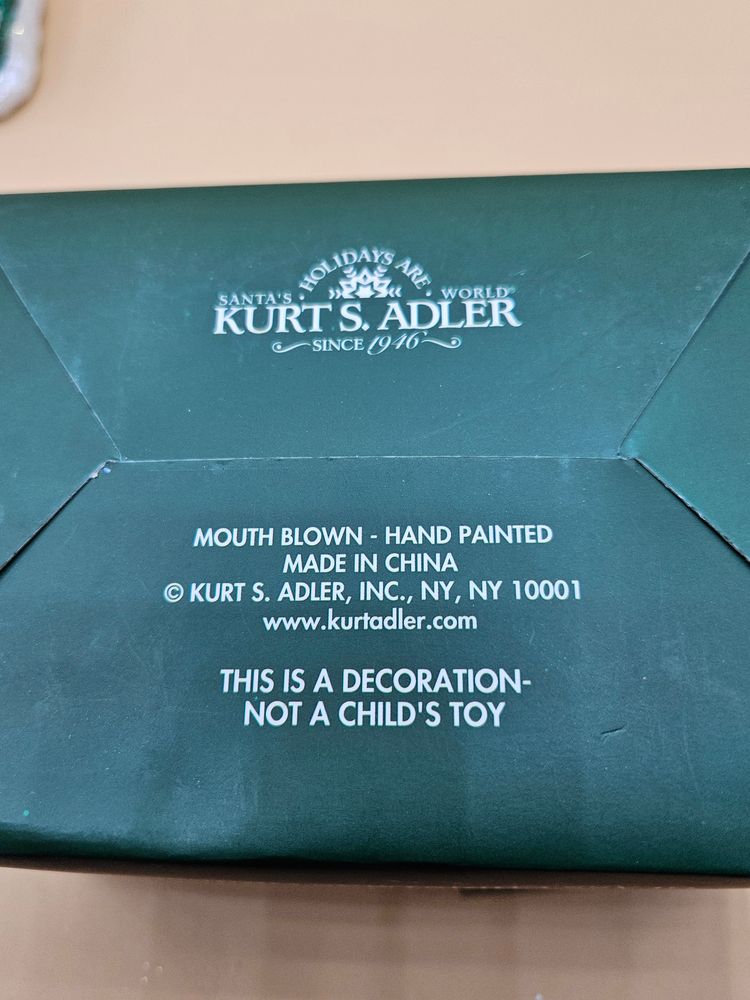 HOLIDAYS ARE
SANTA'S · WORLD®
KURT S. ADLER
SINCE 1946
MOUTH BLOWN - HAND PAINTED
MADE IN CHINA
© KURT S. ADLER, INC., NY, NY 10001
www.kurtadler.com
THIS IS A DECORATION-
NOT A CHILD'S TOY